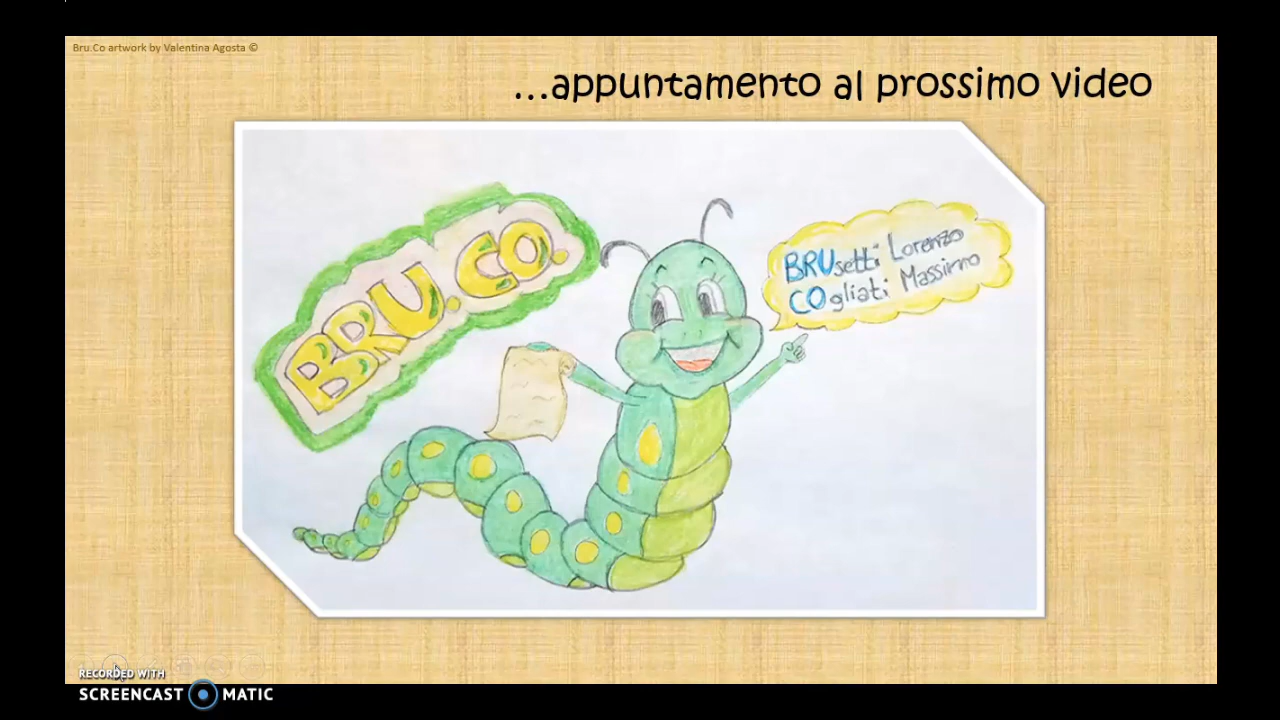 Bru.Co artwork by Valentina Agosta ©
...appuntamento al prossimo video
BRU.CO.
BRUsetti Lorenzo
COgliati Massimo
RECORDED WITH
SCREENCAST MATIC